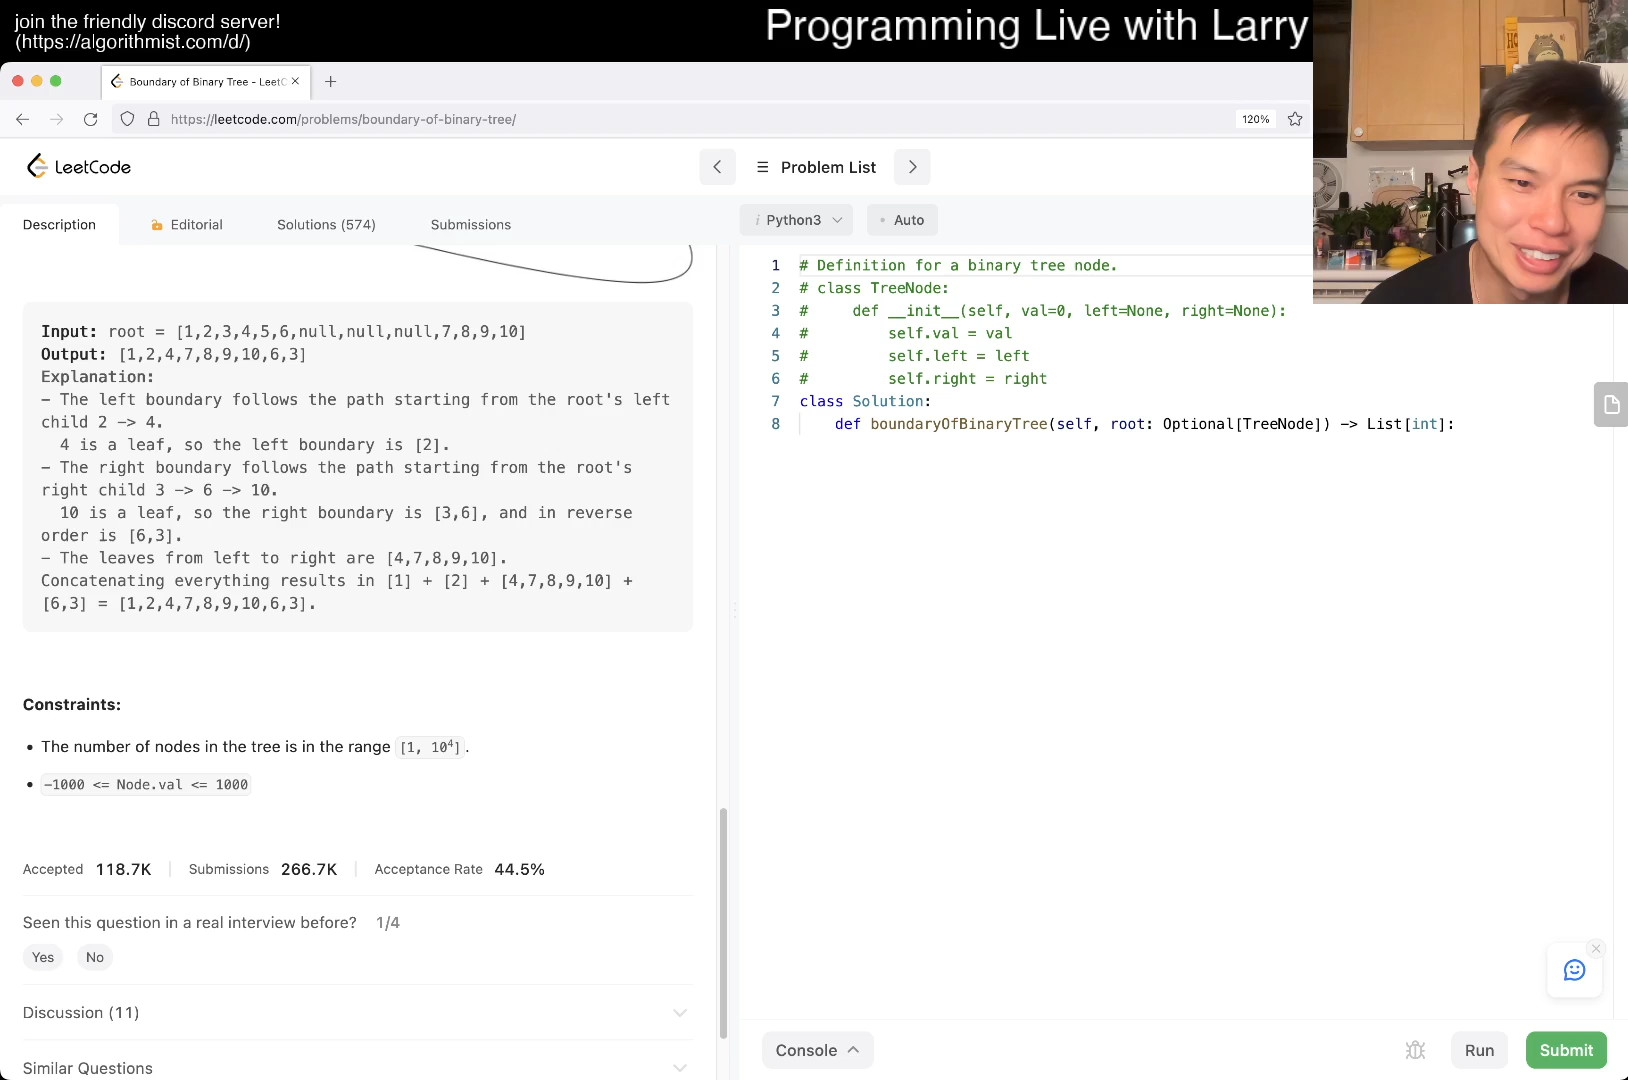 join the friendly discord server!
(https://algorithmist.com/d/)
Programming Live with Larry
Boundary of Binary Tree - Leet
https://leetcode.com/problems/boundary-of-binary-tree/
120%
LeetCode
Problem List
Description
Editorial
Solutions (574)
Submissions
Python3
Auto
Input: root = [1,2,3,4,5,6,null,null,null,7,8,9,10]
Output: [1,2,4,7,8,9,10,6,3]
Explanation:
- The left boundary follows the path starting from the root's left
child 2 -> 4.
4 is a leaf, so the left boundary is [2].
- The right boundary follows the path starting from the root's
right child 3 -> 6 -> 10.
10 is a leaf, so the right boundary is [3,6], and in reverse
order is [6,3].
- The leaves from left to right are [4,7,8,9,10].
Concatenating everything results in [1] + [2] + [4,7,8,9,10] +
[6,3] = [1,2,4,7,8,9,10,6,3].
Constraints:
• The number of nodes in the tree is in the range [1, 10⁴].
• -1000 <= Node.val <= 1000
Accepted 118.7K
Submissions 266.7K
Acceptance Rate 44.5%
Seen this question in a real interview before? 1/4
Yes No
Discussion (11)
Similar Questions
1 # Definition for a binary tree node.
2 # class TreeNode:
3 #     def __init__(self, val=0, left=None, right=None):
4 #         self.val = val
5 #         self.left = left
6 #         self.right = right
7 class Solution:
8     def boundaryOfBinaryTree(self, root: Optional[TreeNode]) -> List[int]:
Console
Run
Submit